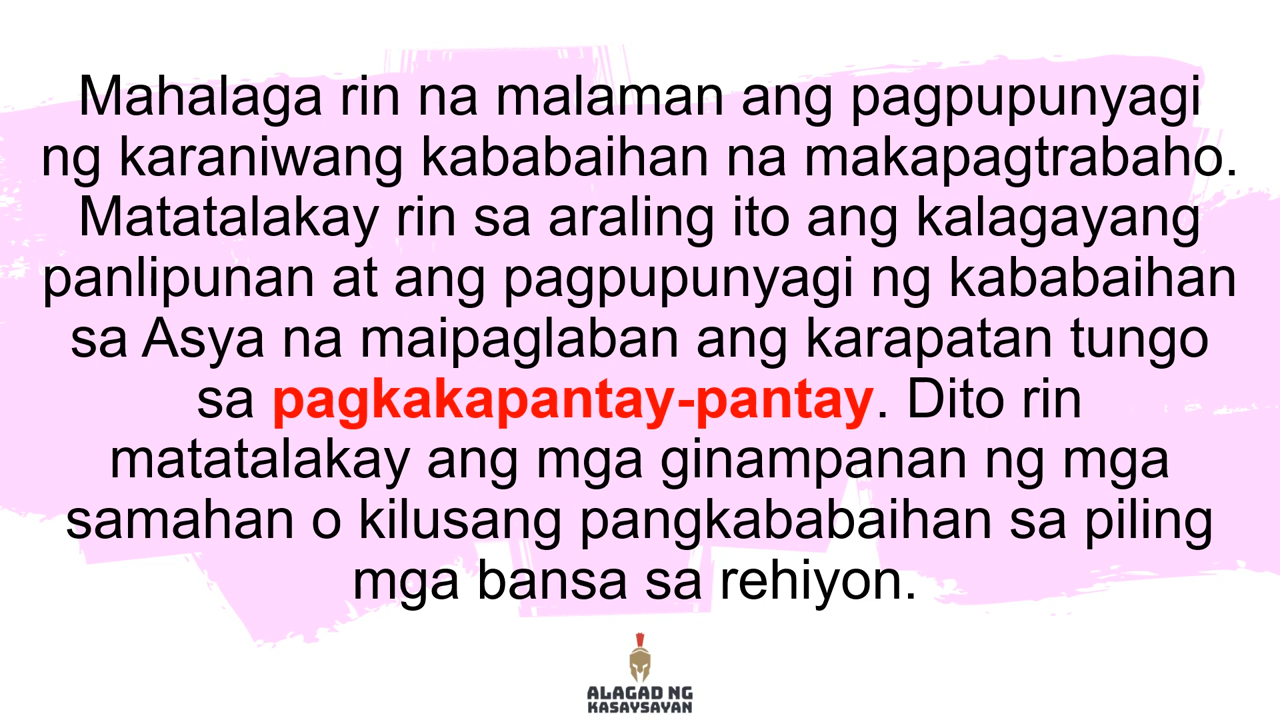 Mahalaga rin na malaman ang pagpupunyagi
ng karaniwang kababaihan na makapagtrabaho.
Matatalakay rin sa araling ito ang kalagayang
panlipunan at ang pagpupunyagi ng kababaihan
sa Asya na maipaglaban ang karapatan tungo
sa pagkakapantay-pantay. Dito rin
matatalakay ang mga ginampanan ng mga
samahan o kilusang pangkababaihan sa piling
mga bansa sa rehiyon.
ALAGAD NG
KASAYSAYAN